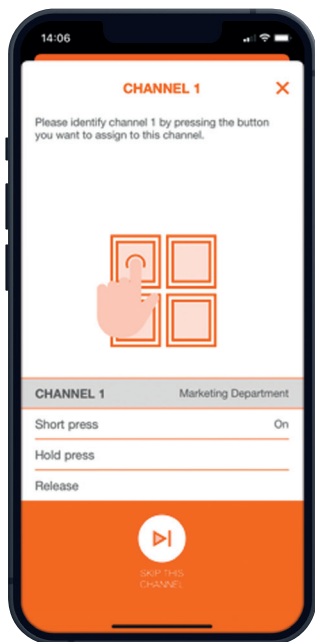 14:06
CHANNEL 1
Please identify channel 1 by pressing the button
you want to assign to this channel.
CHANNEL 1 Marketing Department
Short press On
Hold press
Release
SKIP THIS
CHANNEL